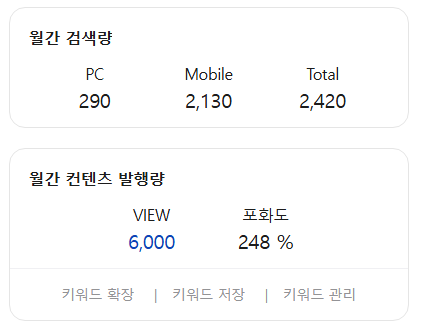 월간 검색량
PC Mobile Total
290 2,130 2,420
월간 컨텐츠 발행량
VIEW 포화도
6,000 248 %
키워드 확장 | 키워드 저장 | 키워드 관리